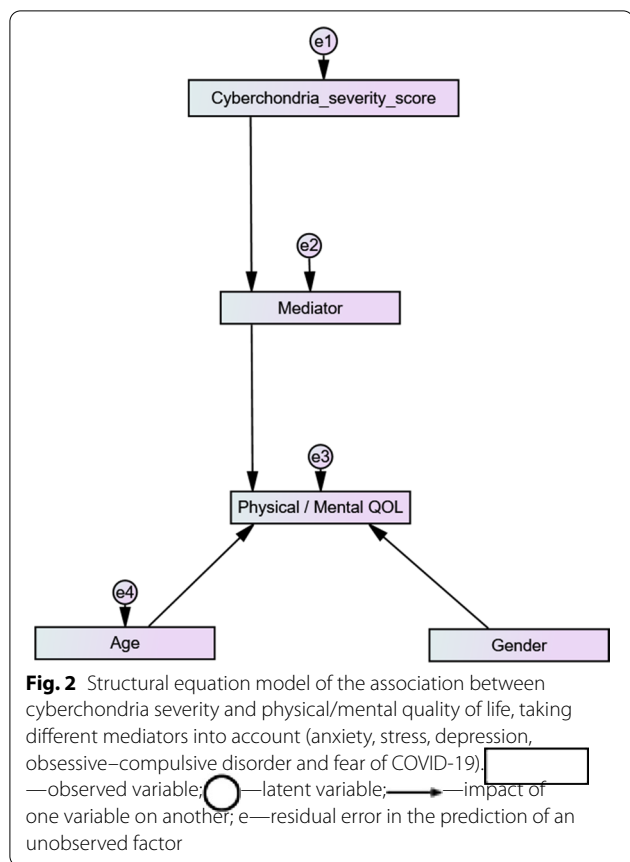 e1
Cyberchondria_severity_score
e2
Mediator
e3
Physical / Mental QOL
e4
Age
Gender
Fig. 2 Structural equation model of the association between
cyberchondria severity and physical/mental quality of life, taking
different mediators into account (anxiety, stress, depression,
obsessive–compulsive disorder and fear of COVID-19).
—observed variable; —latent variable; —impact of
one variable on another; e—residual error in the prediction of an
unobserved factor